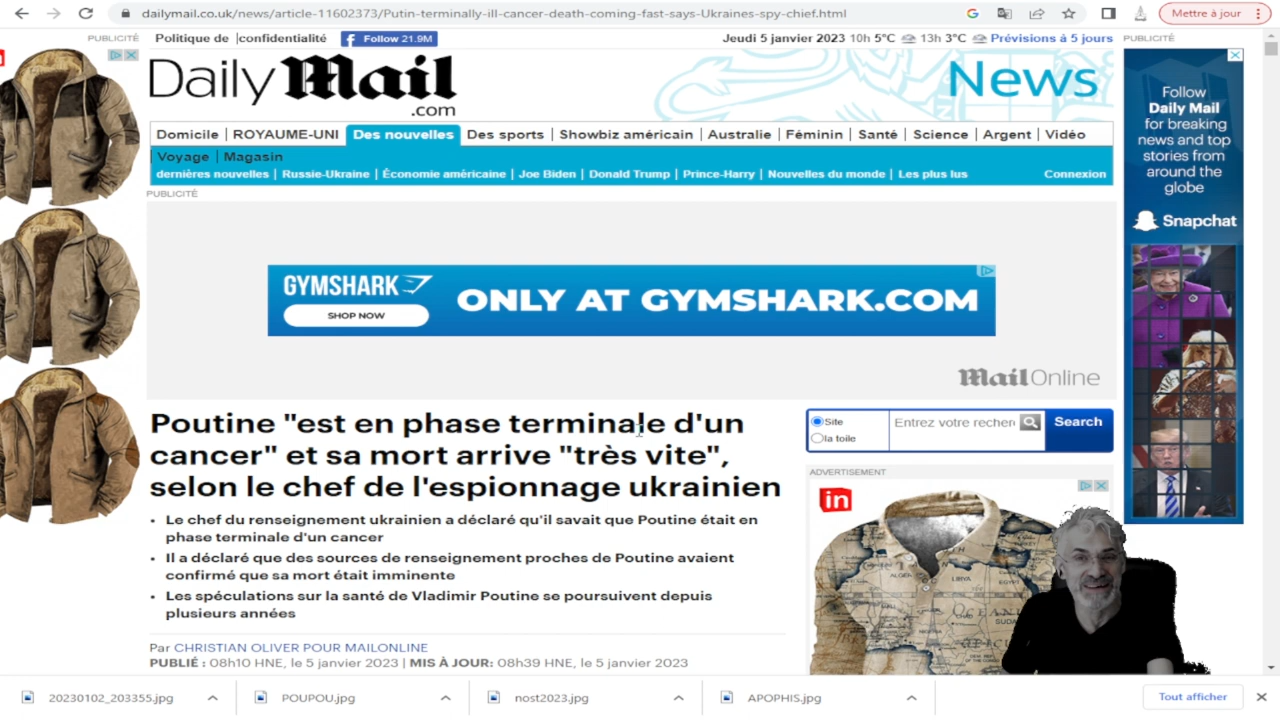 dailymail.co.uk/news/article-11602373/Putin-terminally-ill-cancer-death-coming-fast-says-Ukraines-spy-chief.html
Mettre à jour
PUBLICITÉ
Politique de |confidentialité
Follow 21.9M
Jeudi 5 janvier 2023 10h 5°C 13h 3°C Prévisions à 5 jours
PUBLICITÉ
Daily Mail
.com
News
Domicile | ROYAUME-UNI Des nouvelles Des sports | Showbiz américain | Australie | Féminin | Santé | Science | Argent | Vidéo
| Voyage | Magasin
dernières nouvelles | Russie-Ukraine | Économie américaine | Joe Biden | Donald Trump | Prince-Harry | Nouvelles du monde | Les plus lus
Connexion
PUBLICITÉ
GYMSHARK
SHOP NOW
ONLY AT GYMSHARK.COM
Mail Online
Follow
Daily Mail
for breaking
news and top
stories from
around the
globe
Snapchat
Poutine "est en phase terminale d'un
cancer" et sa mort arrive "très vite",
selon le chef de l'espionnage ukrainien
• Le chef du renseignement ukrainien a déclaré qu'il savait que Poutine était en
phase terminale d'un cancer
• Il a déclaré que des sources de renseignement proches de Poutine avaient
confirmé que sa mort était imminente
• Les spéculations sur la santé de Vladimir Poutine se poursuivent depuis
plusieurs années
Par CHRISTIAN OLIVER POUR MAILONLINE
PUBLIÉ : 08h10 HNE, le 5 janvier 2023 | MIS À JOUR: 08h39 HNE, le 5 janvier 2023
Site
la toile
Entrez votre recher
Search
ADVERTISEMENT
in
ALGER
LIBYA
EGYPT
20230102_203355.jpg
POUPOU.jpg
nost2023.jpg
APOPHIS.jpg
Tout afficher